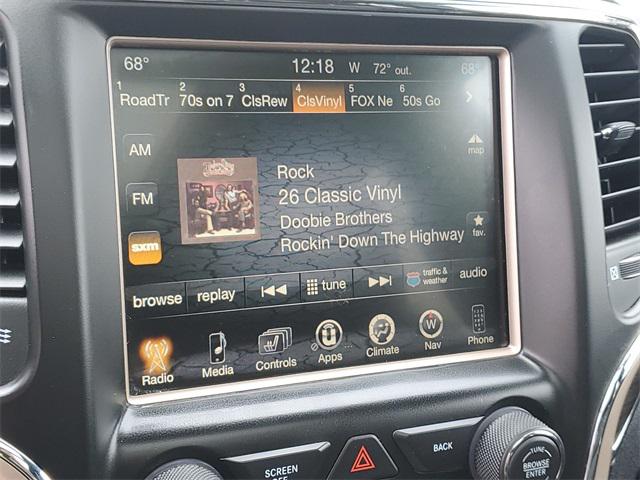 68° 12:18 W 72° out. 68°
1 2 3 4 5 6
RoadTr 70s on 7 ClsRew ClsVinyl FOX Ne 50s Go
AM
map
Rock
FM
26 Classic Vinyl
Doobie Brothers
fav.
sxm
Rockin' Down The Highway
browse replay tune traffic & weather audio
Radio Media Controls Apps Climate Nav Phone
SCREEN
OFF
BACK
TUNE
BROWSE
ENTER